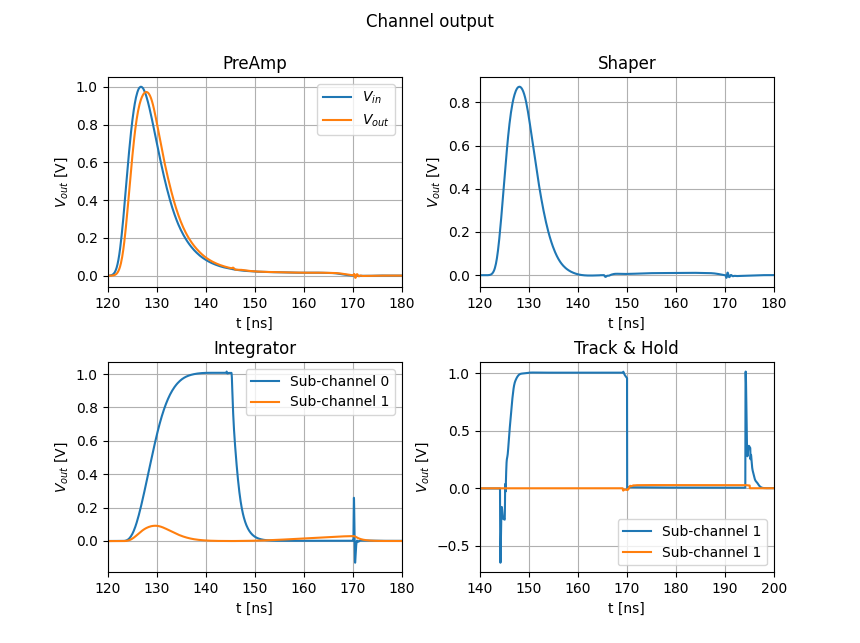 Channel output
PreAmp
Shaper
V_in
V_out
V_out [V]
1.0
0.8
0.6
0.4
0.2
0.0
120 130 140 150 160 170 180
t [ns]
V_out [V]
0.8
0.6
0.4
0.2
0.0
120 130 140 150 160 170 180
t [ns]
Integrator
Sub-channel 0
Sub-channel 1
V_out [V]
1.0
0.8
0.6
0.4
0.2
0.0
120 130 140 150 160 170 180
t [ns]
Track & Hold
V_out [V]
1.0
0.5
0.0
−0.5
Sub-channel 1
Sub-channel 1
140 150 160 170 180 190 200
t [ns]